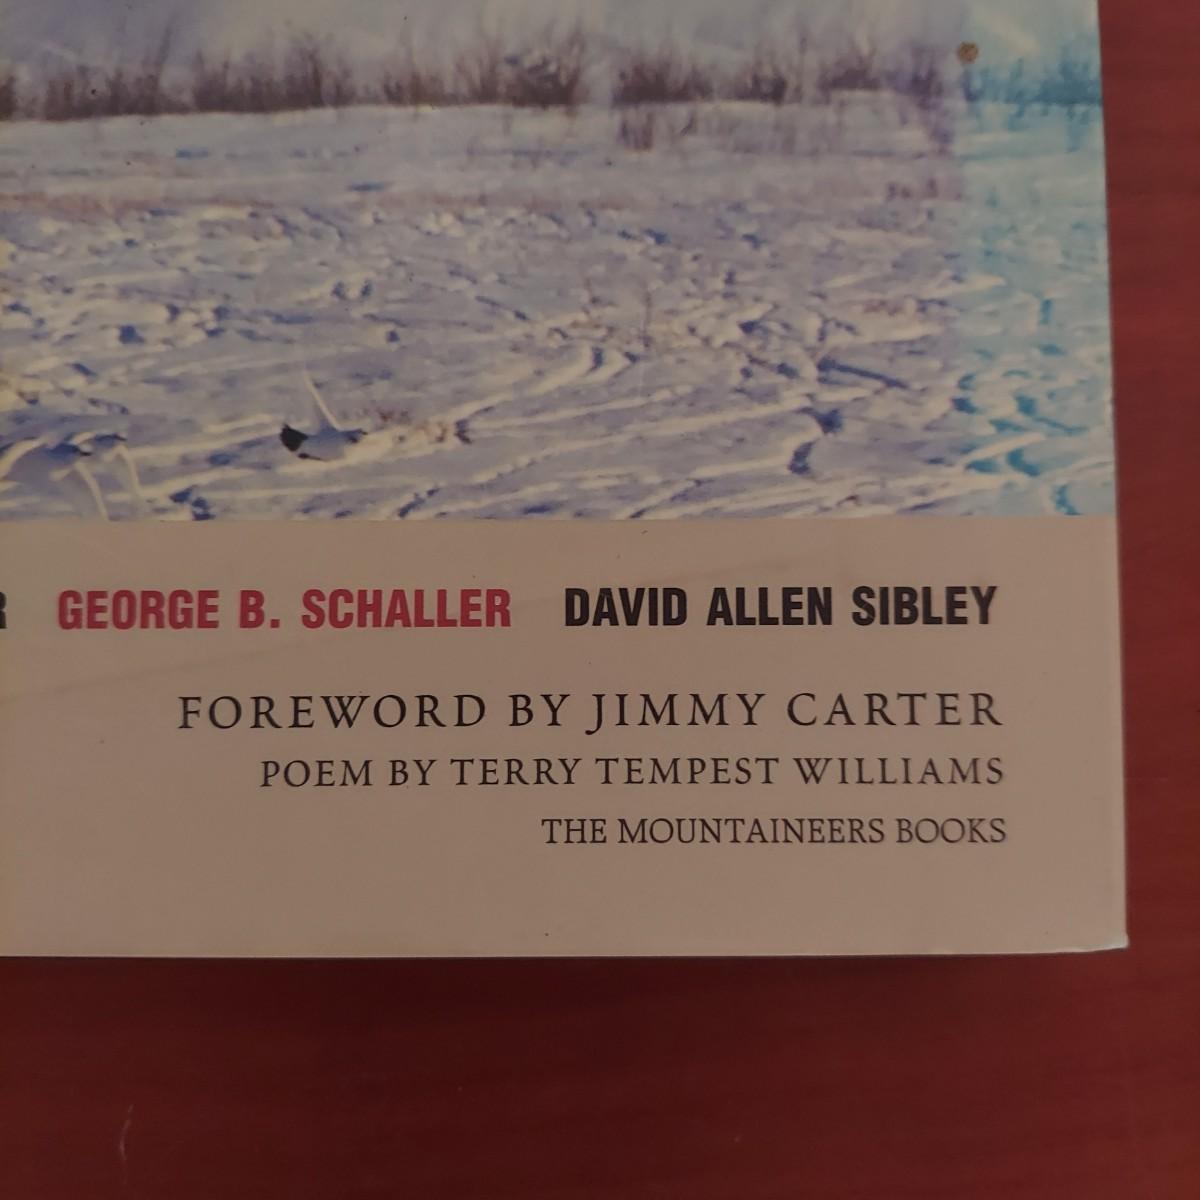 R GEORGE B. SCHALLER DAVID ALLEN SIBLEY
FOREWORD BY JIMMY CARTER
POEM BY TERRY TEMPEST WILLIAMS
THE MOUNTAINEERS BOOKS